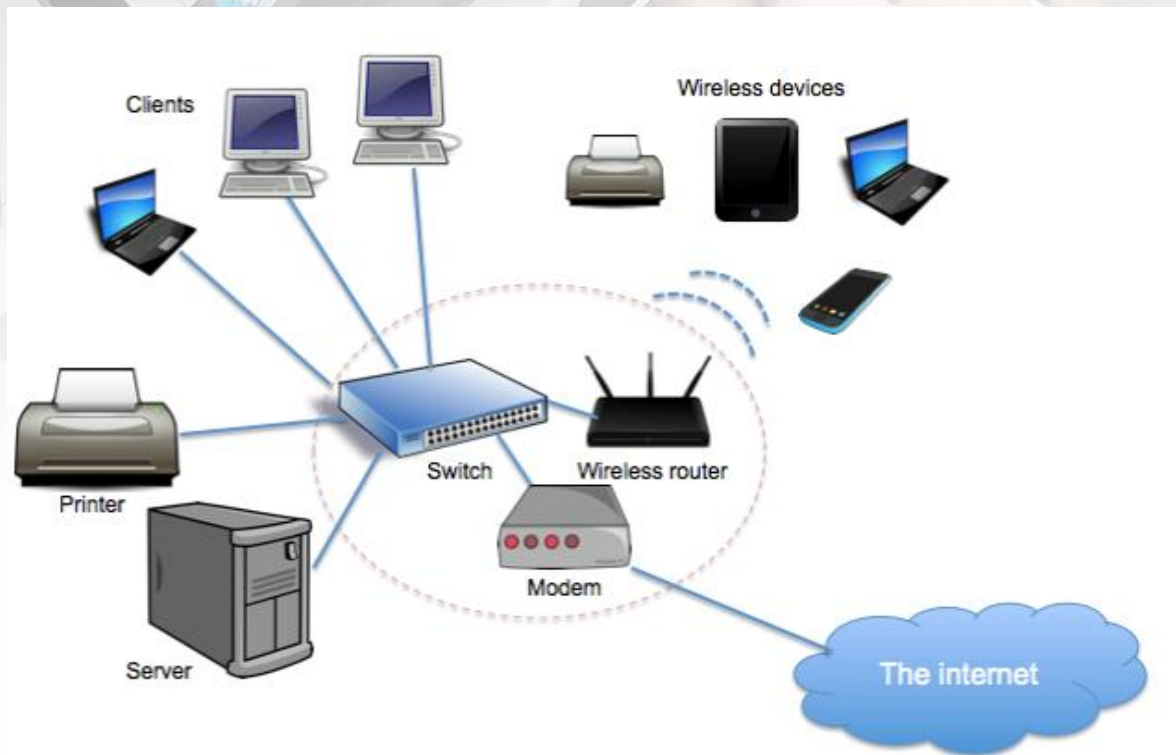 Clients
Wireless devices
Switch
Wireless router
Printer
Modem
Server
The internet